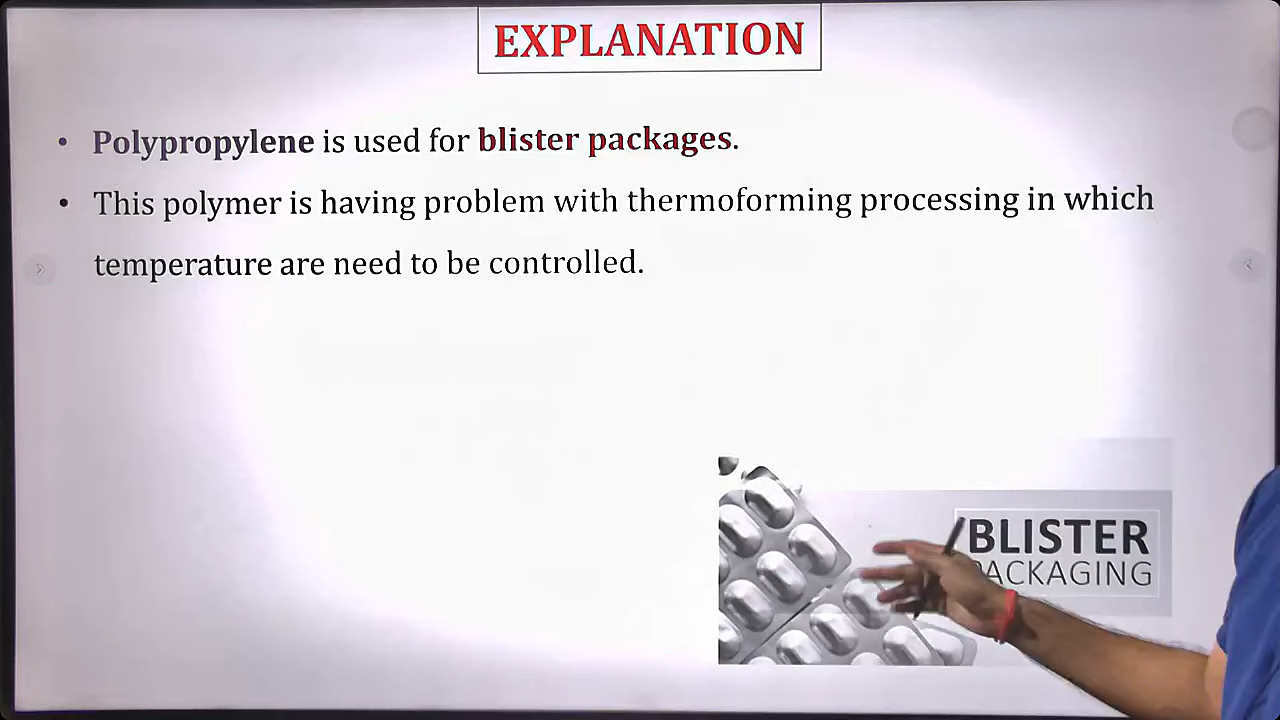 EXPLANATION
• Polypropylene is used for blister packages.
• This polymer is having problem with thermoforming processing in which
temperature are need to be controlled.
BLISTER
PACKAGING